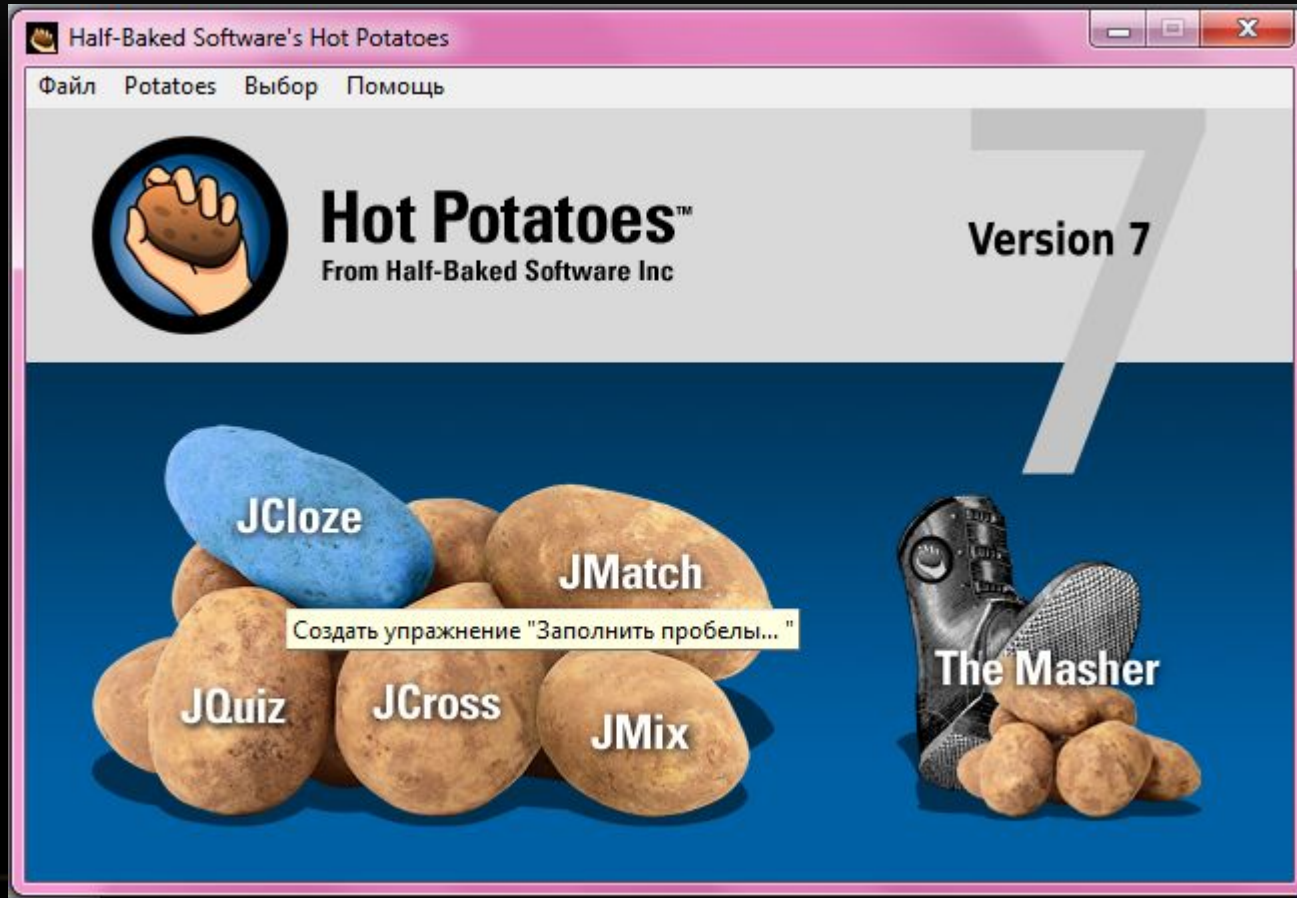 Half-Baked Software's Hot Potatoes
Файл Potatoes Выбор Помощь
7
Hot Potatoes™
From Half-Baked Software Inc
Version 7
JCloze
JMatch
Создать упражнение "Заполнить пробелы... "
JQuiz
JCross
JMix
The Masher